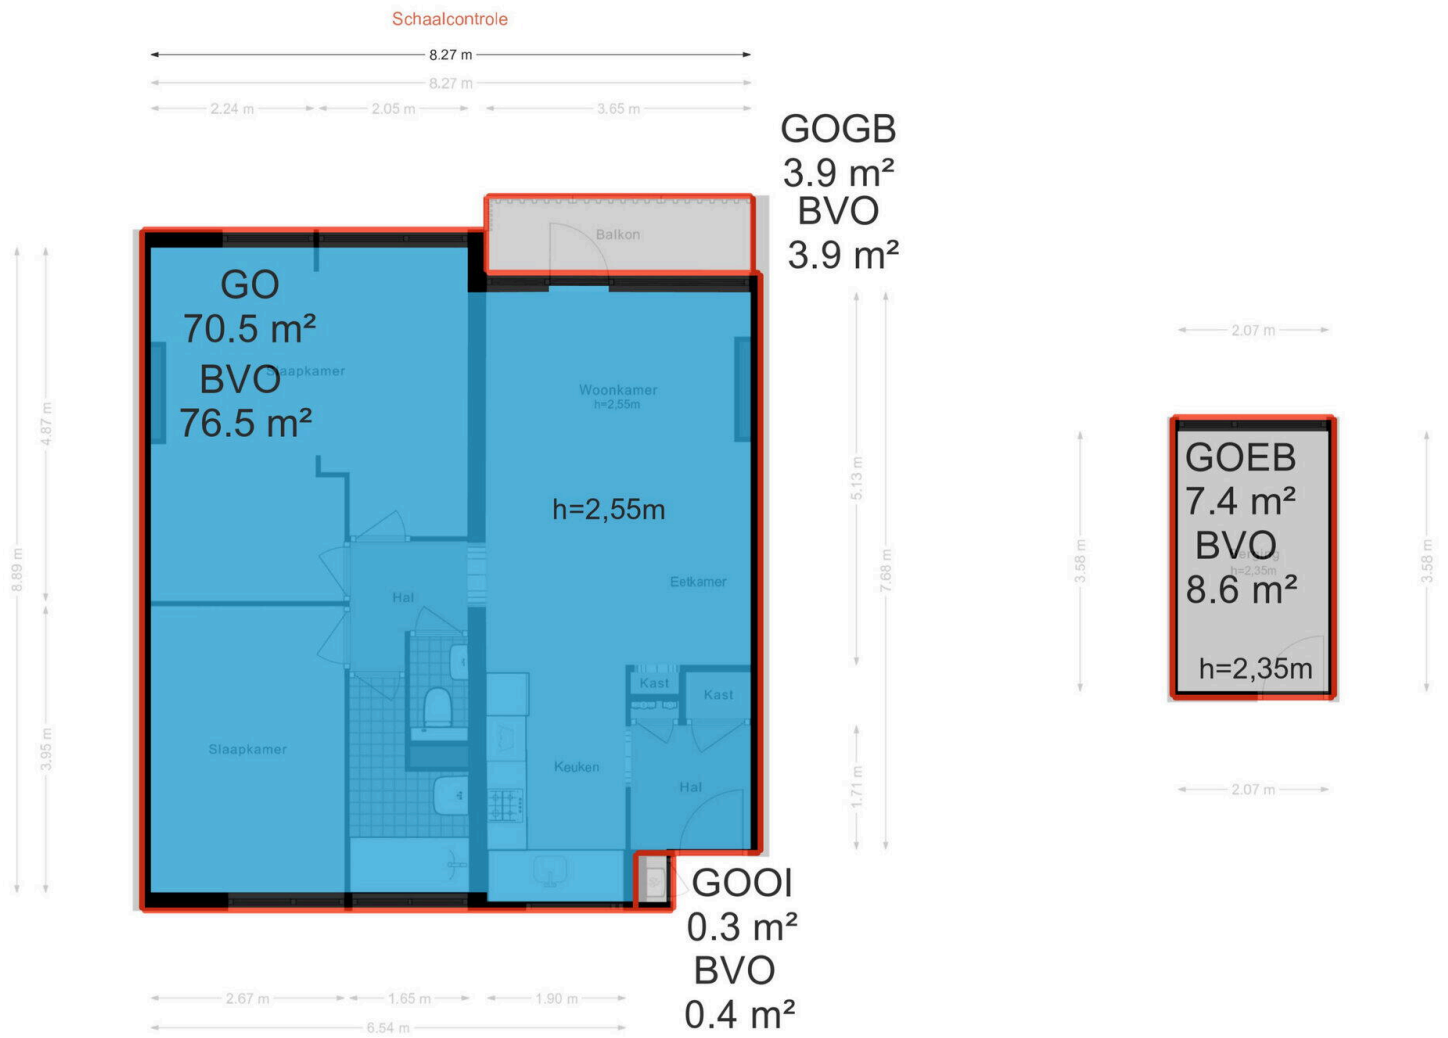 Schaalcontrole
8.27 m
8.27 m
2.24 m
2.05 m
3.65 m
GOGB
3.9 m²
BVO
3.9 m²
Balkon
GO
70.5 m²
BVO
76.5 m²
Slaapkamer
Woonkamer
h=2,55m
h=2,55m
Eetkamer
Hal
Kast
Kast
Slaapkamer
Keuken
Hal
4.87 m
8.89 m
3.95 m
5.13 m
7.68 m
1.71 m
GOOI
0.3 m²
BVO
0.4 m²
2.67 m
1.65 m
1.90 m
6.54 m
2.07 m
GOEB
7.4 m²
BVO
8.6 m²
Berging
h=2,35m
h=2,35m
3.58 m
3.58 m
2.07 m